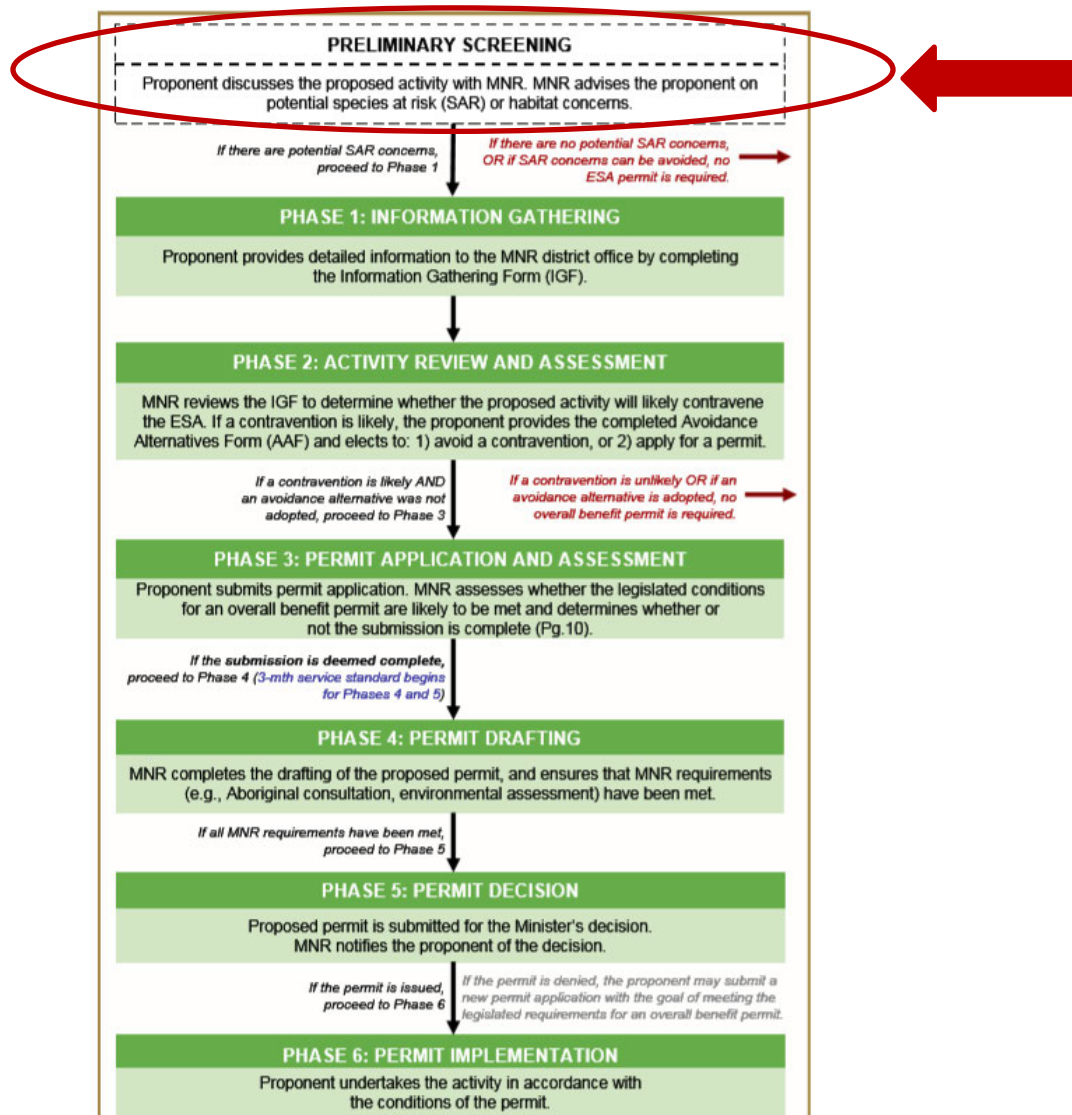 PRELIMINARY SCREENING
Proponent discusses the proposed activity with MNR. MNR advises the proponent on
potential species at risk (SAR) or habitat concerns.
If there are potential SAR concerns,
proceed to Phase 1
If there are no potential SAR concerns,
OR if SAR concerns can be avoided, no
ESA permit is required.
PHASE 1: INFORMATION GATHERING
Proponent provides detailed information to the MNR district office by completing
the Information Gathering Form (IGF).
PHASE 2: ACTIVITY REVIEW AND ASSESSMENT
MNR reviews the IGF to determine whether the proposed activity will likely contravene
the ESA. If a contravention is likely, the proponent provides the completed Avoidance
Alternatives Form (AAF) and elects to: 1) avoid a contravention, or 2) apply for a permit.
If a contravention is likely AND
an avoidance alternative was not
adopted, proceed to Phase 3
If a contravention is unlikely OR if an
avoidance alternative is adopted, no
overall benefit permit is required.
PHASE 3: PERMIT APPLICATION AND ASSESSMENT
Proponent submits permit application. MNR assesses whether the legislated conditions
for an overall benefit permit are likely to be met and determines whether or
not the submission is complete (Pg.10).
If the submission is deemed complete,
proceed to Phase 4 (3-mth service standard begins
for Phases 4 and 5)
PHASE 4: PERMIT DRAFTING
MNR completes the drafting of the proposed permit, and ensures that MNR requirements
(e.g., Aboriginal consultation, environmental assessment) have been met.
If all MNR requirements have been met,
proceed to Phase 5
PHASE 5: PERMIT DECISION
Proposed permit is submitted for the Minister's decision.
MNR notifies the proponent of the decision.
If the permit is issued,
proceed to Phase 6
If the permit is denied, the proponent may submit a
new permit application with the goal of meeting the
legislated requirements for an overall benefit permit.
PHASE 6: PERMIT IMPLEMENTATION
Proponent undertakes the activity in accordance with
the conditions of the permit.